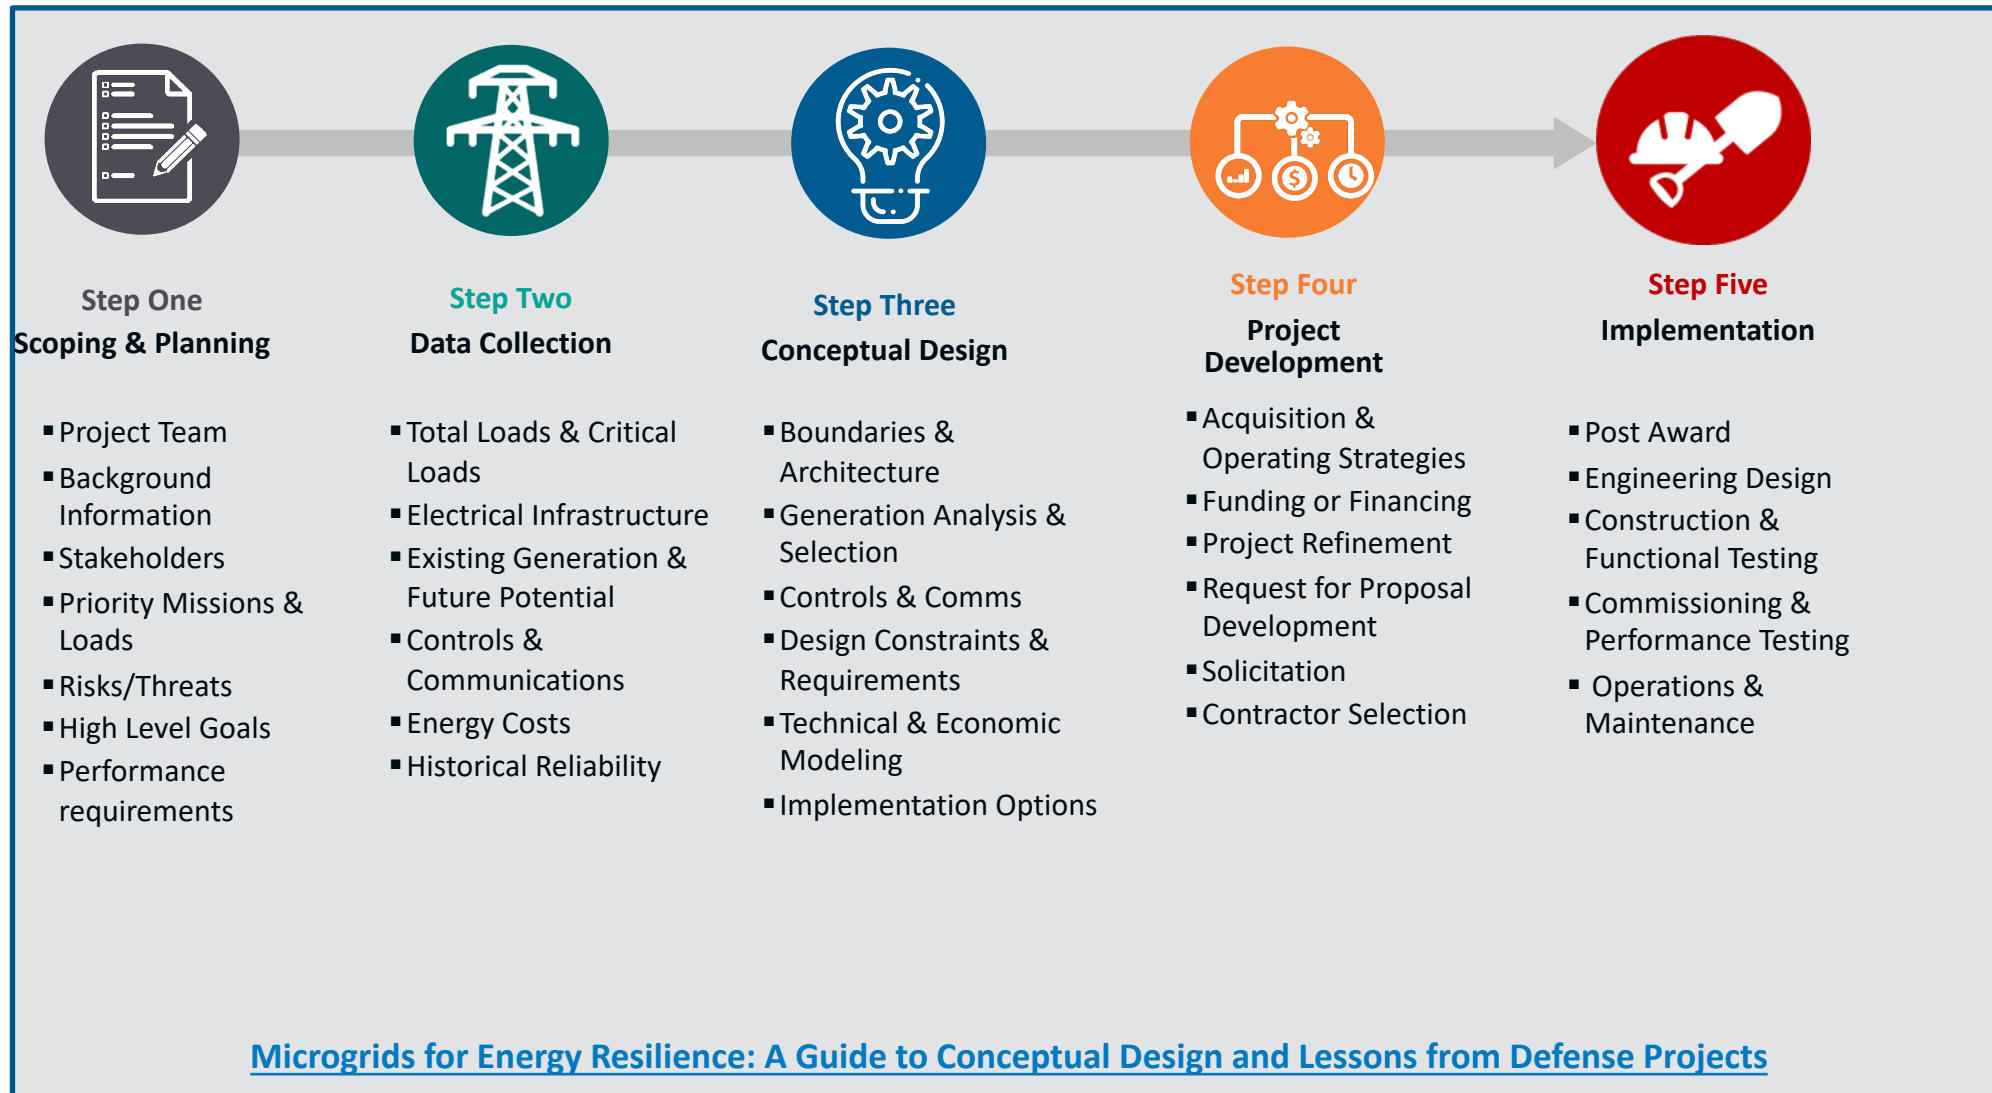 Step One
Scoping & Planning
▪Project Team
▪Background
Information
▪Stakeholders
▪Priority Missions &
Loads
▪Risks/Threats
▪High Level Goals
▪Performance
requirements
Step Two
Data Collection
▪Total Loads & Critical
Loads
▪Electrical Infrastructure
▪Existing Generation &
Future Potential
▪Controls &
Communications
▪Energy Costs
▪Historical Reliability
Step Three
Conceptual Design
▪Boundaries &
Architecture
▪Generation Analysis &
Selection
▪Controls & Comms
▪Design Constraints &
Requirements
▪Technical & Economic
Modeling
▪Implementation Options
Step Four
Project
Development
▪Acquisition &
Operating Strategies
▪Funding or Financing
▪Project Refinement
▪Request for Proposal
Development
▪Solicitation
▪Contractor Selection
Step Five
Implementation
▪Post Award
▪Engineering Design
▪Construction &
Functional Testing
▪Commissioning &
Performance Testing
▪ Operations &
Maintenance
$
Microgrids for Energy Resilience: A Guide to Conceptual Design and Lessons from Defense Projects